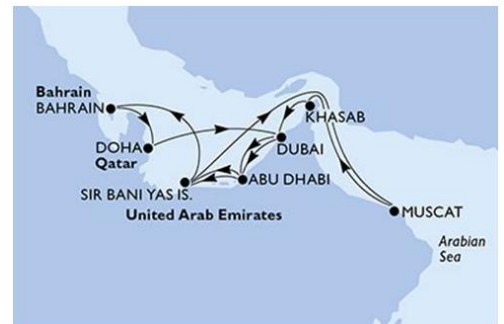 Bahrain
BAHRAIN
KHASAB
DOHA
Qatar
DUBAI
ABU DHABI
SIR BANI YAS IS.
United Arab Emirates
MUSCAT
Arabian
Sea